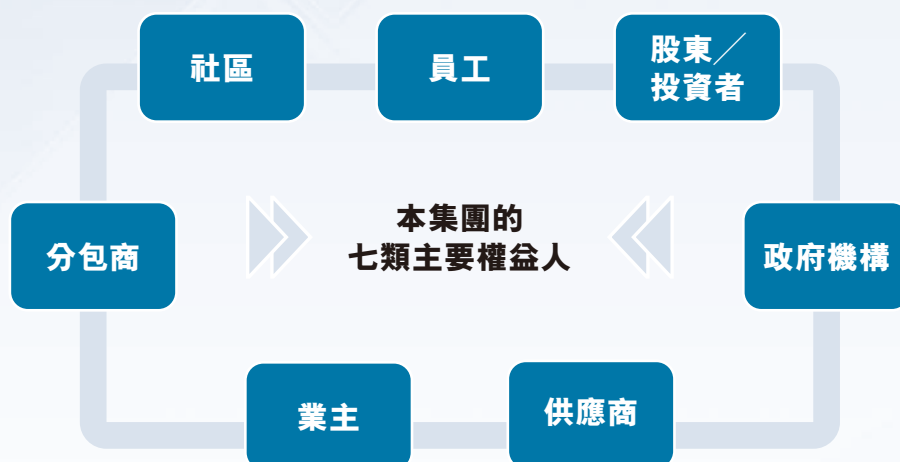 社區
員工
股東／
投資者
分包商
本集團的
七類主要權益人
政府機構
業主
供應商